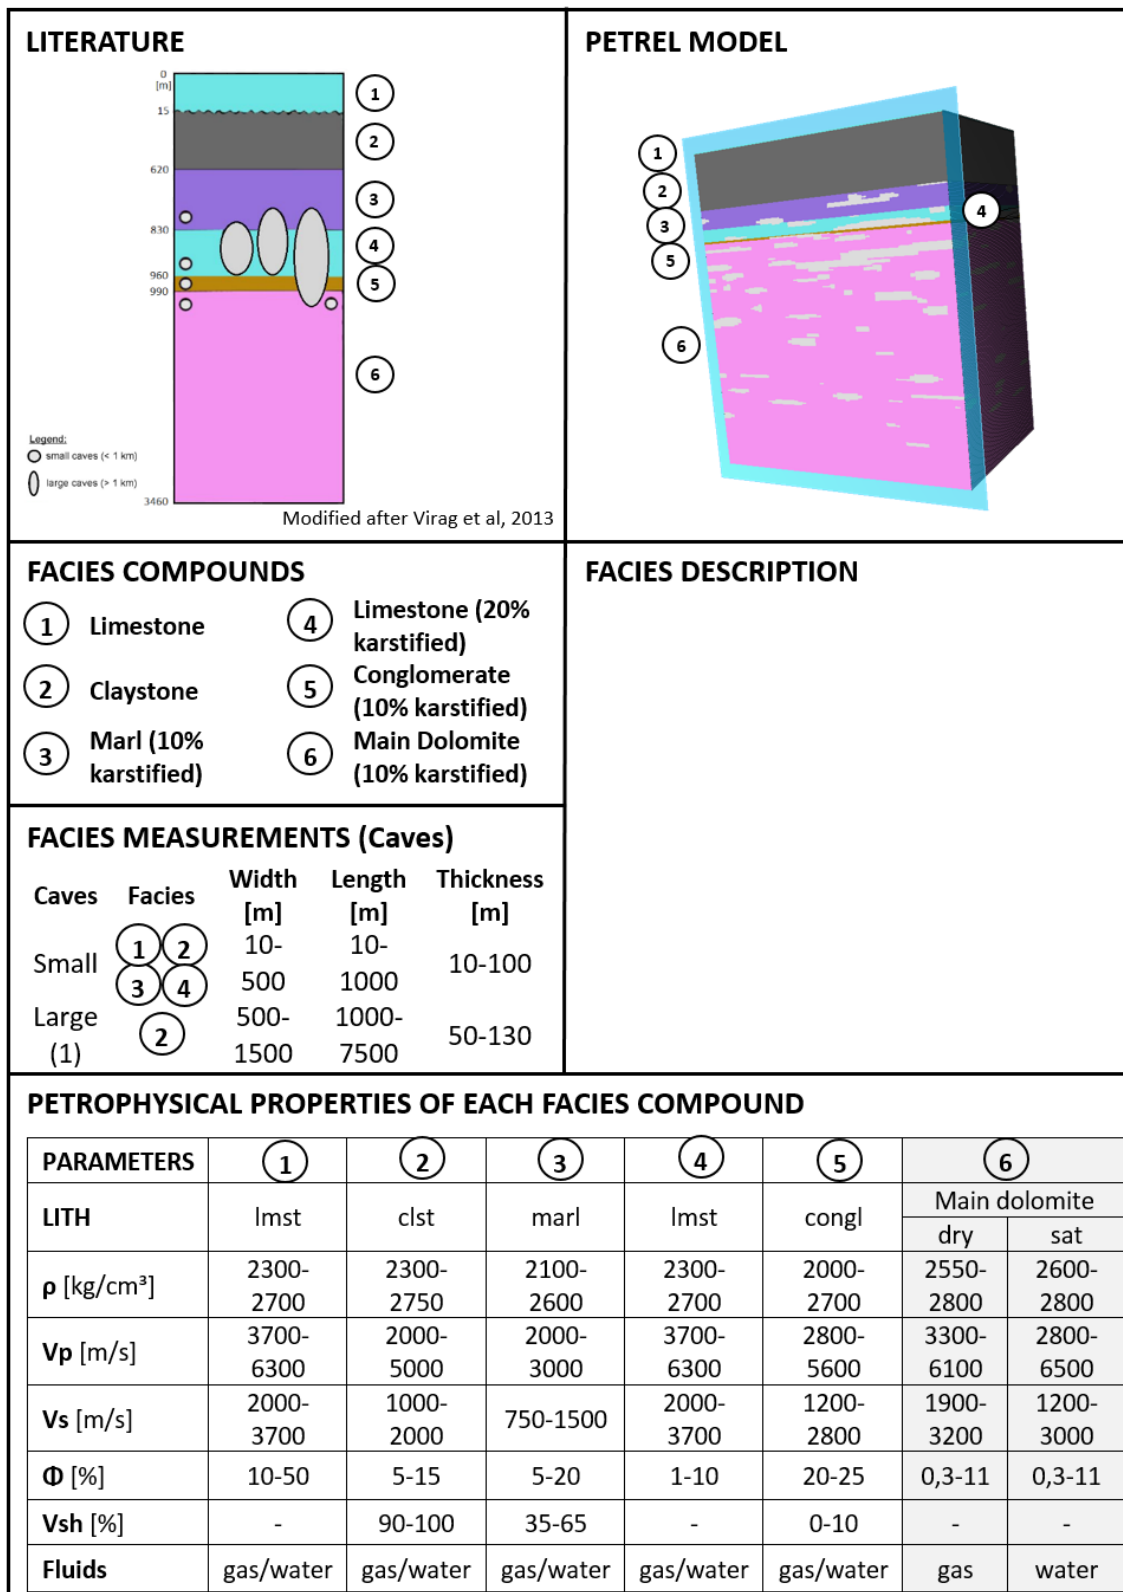 LITERATURE
0
[m]
15
620
830
960
990
3460
1
2
3
4
5
6
Legend:
small caves (< 1 km)
large caves (> 1 km)
Modified after Virag et al, 2013
PETREL MODEL
1
2
3
4
5
6
FACIES COMPOUNDS
1 Limestone
2 Claystone
3 Marl (10%
karstified)
4 Limestone (20%
karstified)
5 Conglomerate
(10% karstified)
6 Main Dolomite
(10% karstified)
FACIES DESCRIPTION
FACIES MEASUREMENTS (Caves)
Caves Facies Width Length Thickness
[m] [m] [m]
Small 1 2 3 4 10- 10- 10-100
500 1000
Large 2 500- 1000- 50-130
(1) 1500 7500
PETROPHYSICAL PROPERTIES OF EACH FACIES COMPOUND
PARAMETERS 1 2 3 4 5 6
LITH lmst clst marl lmst congl Main dolomite
dry sat
ρ [kg/cm³] 2300- 2300- 2100- 2300- 2000- 2550- 2600-
2700 2750 2600 2700 2700 2800 2800
Vp [m/s] 3700- 2000- 2000- 3700- 2800- 3300- 2800-
6300 5000 3000 6300 5600 6100 6500
Vs [m/s] 2000- 1000- 750-1500 2000- 1200- 1900- 1200-
3700 2000 3700 2800 3200 3000
Φ [%] 10-50 5-15 5-20 1-10 20-25 0,3-11 0,3-11
Vsh [%] - 90-100 35-65 - 0-10 - -
Fluids gas/water gas/water gas/water gas/water gas/water gas water